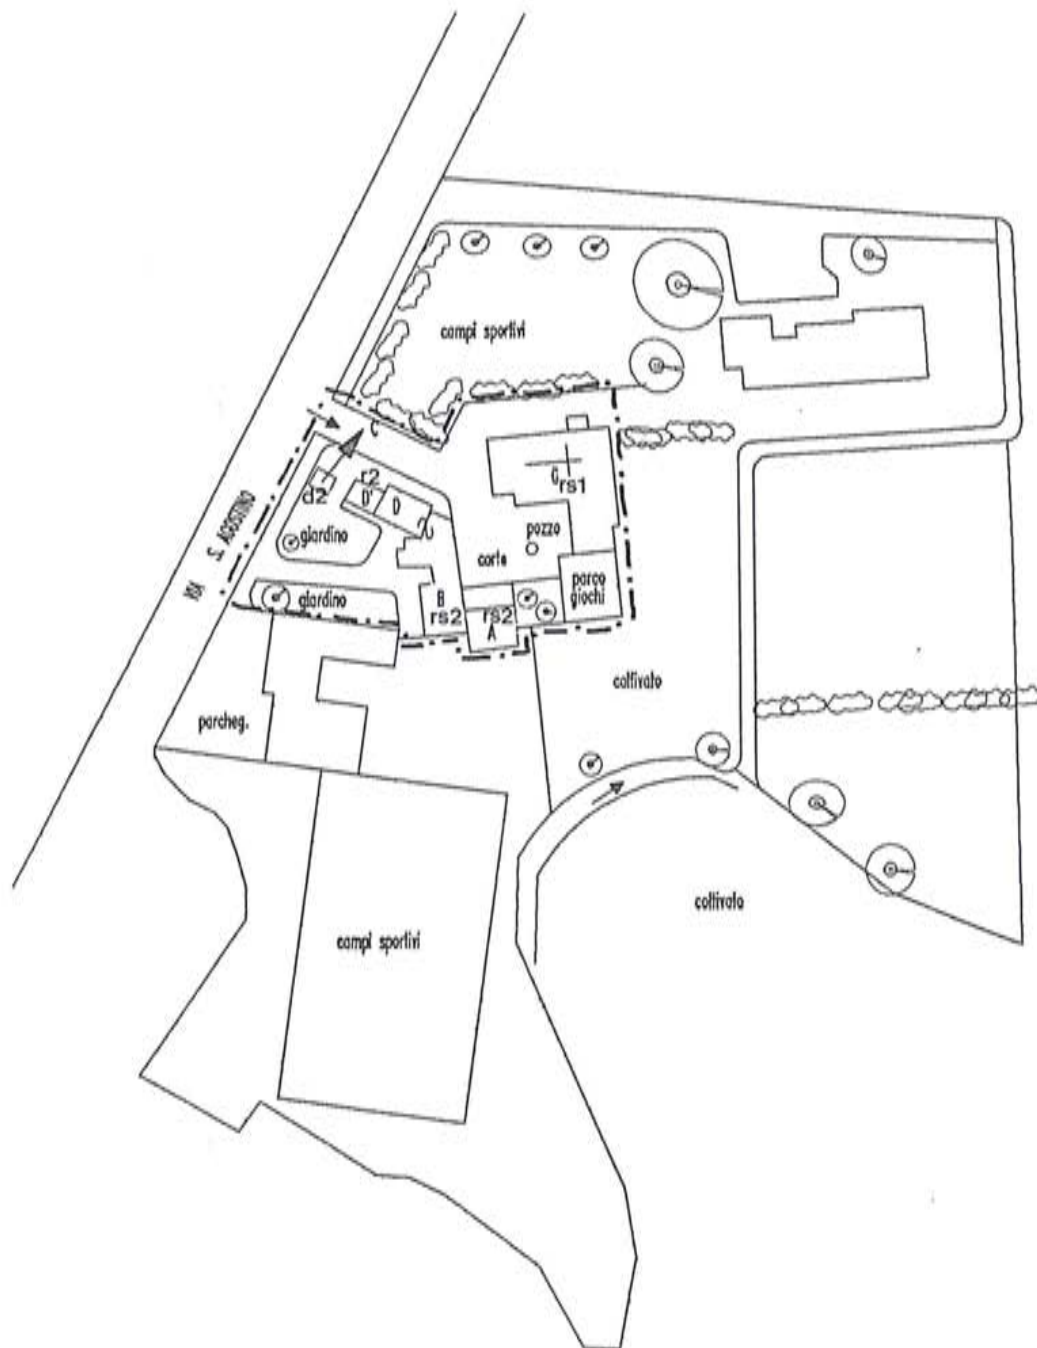 campi sportivi
C
r2
D'
D
d2
giardino
VIA S. AGOSTINO
rs1
pozzo
corte
parco
giochi
giardino
B
rs2
rs2
A
coltivato
parcheg.
coltivato
campi sportivi